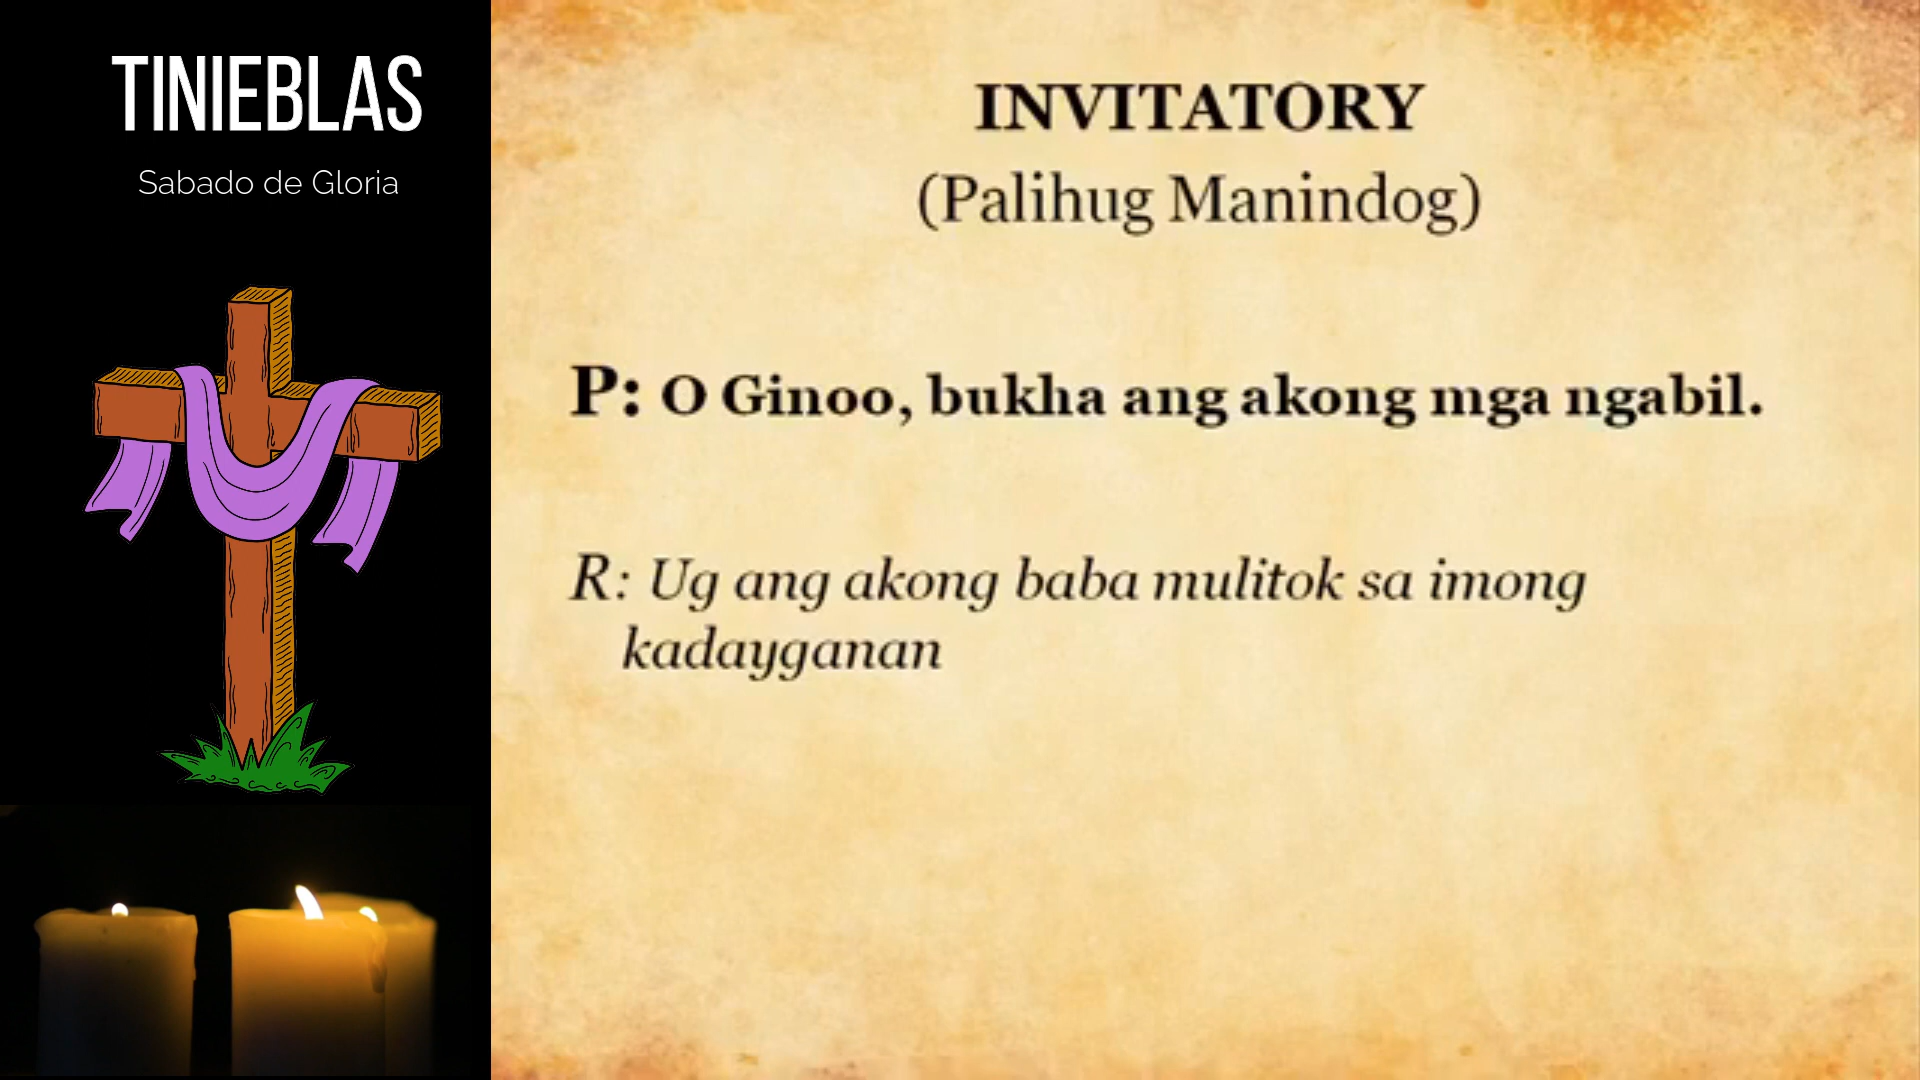 TINIEBLAS
Sabado de Gloria
INVITATORY
(Palihug Manindog)
P: O Ginoo, bukha ang akong mga ngabil.
R: Ug ang akong baba mulitok sa imong
kadayganan